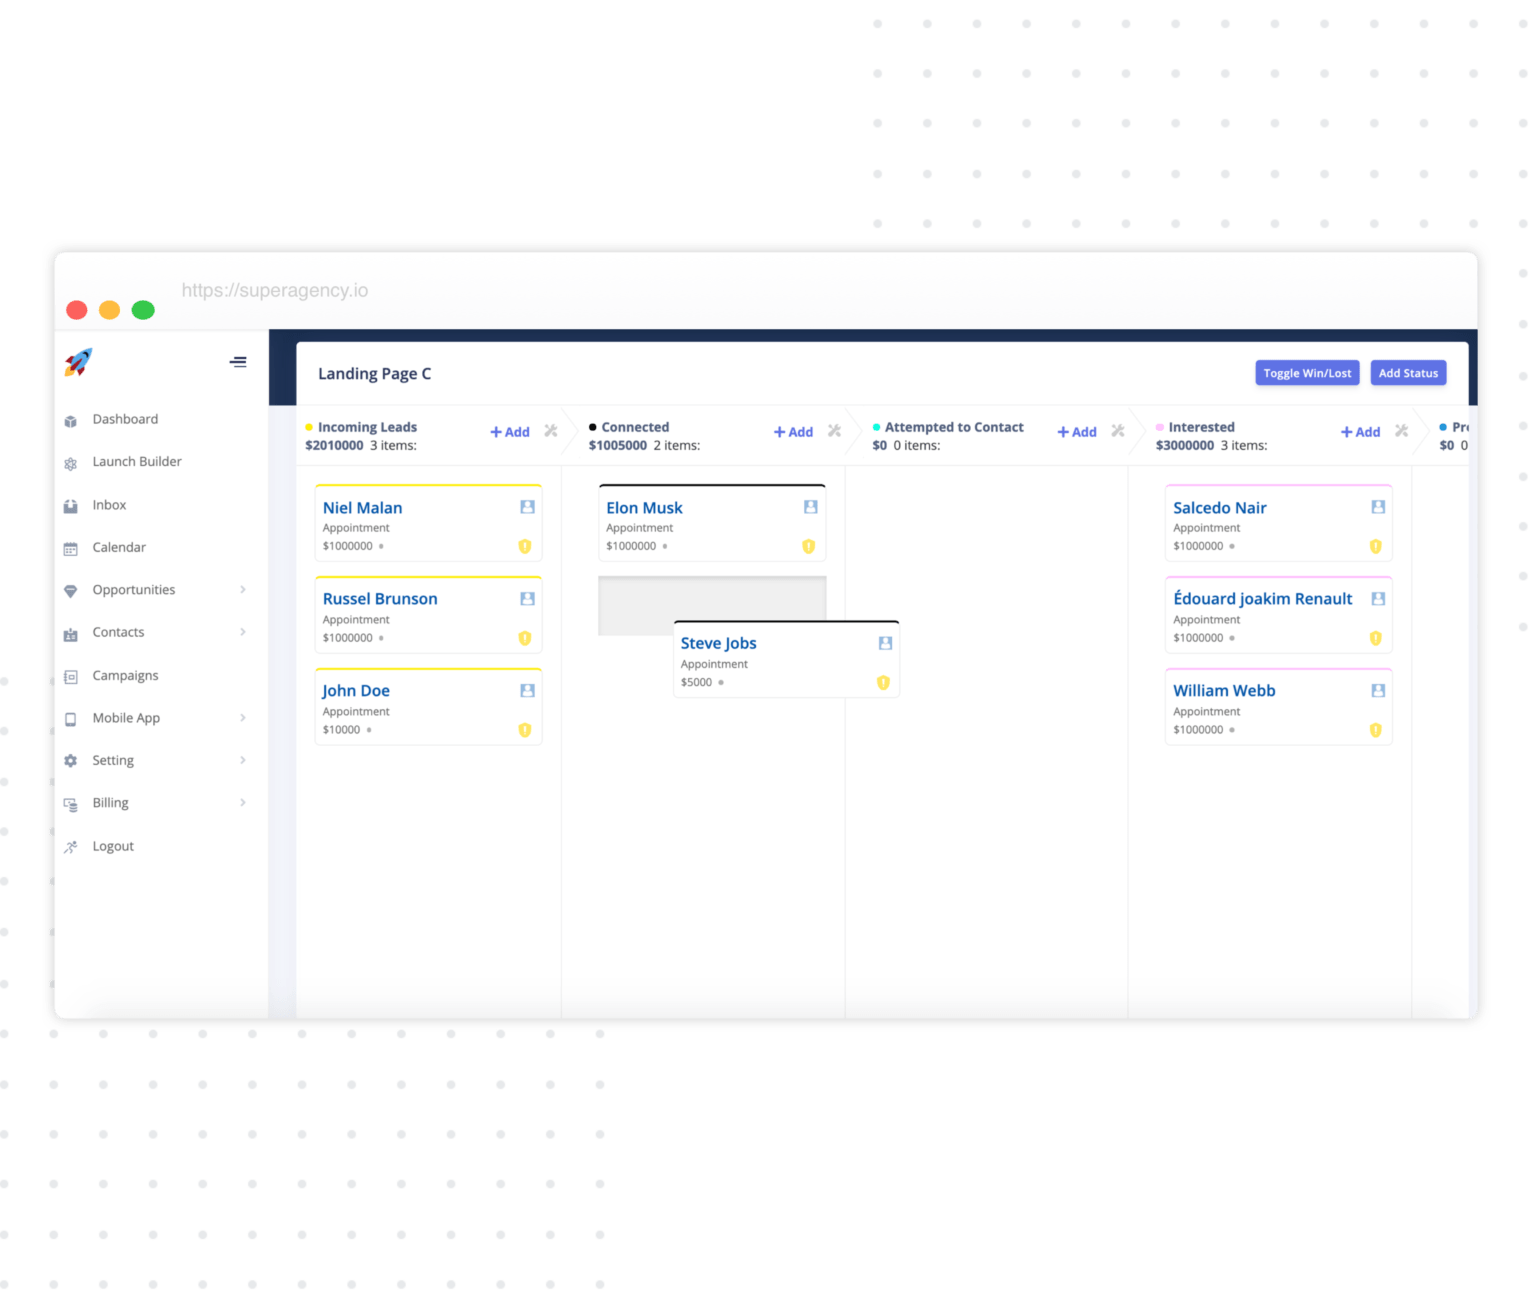 https://superagency.io
Landing Page C
Toggle Win/Lost
Add Status
Dashboard
Launch Builder
Inbox
Calendar
Opportunities
Contacts
Campaigns
Mobile App
Setting
Billing
Logout
Incoming Leads
$2010000 3 items:
+ Add
Niel Malan
Appointment
$1000000
Russel Brunson
Appointment
$1000000
John Doe
Appointment
$10000
Connected
$1005000 2 items:
+ Add
Elon Musk
Appointment
$1000000
Steve Jobs
Appointment
$5000
Attempted to Contact
$0 0 items:
+ Add
Interested
$3000000 3 items:
+ Add
Salcedo Nair
Appointment
$1000000
Édouard joakim Renault
Appointment
$1000000
William Webb
Appointment
$1000000
$0 0